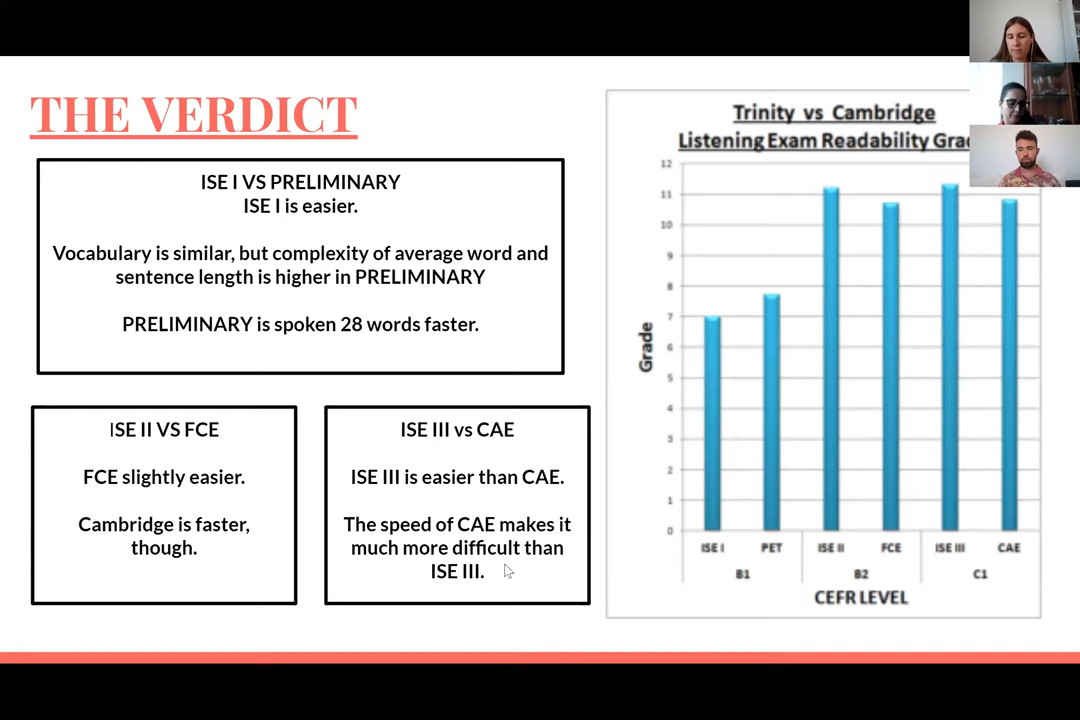 THE VERDICT
ISE I VS PRELIMINARY
ISE I is easier.
Vocabulary is similar, but complexity of average word and
sentence length is higher in PRELIMINARY
PRELIMINARY is spoken 28 words faster.
ISE II VS FCE
FCE slightly easier.
Cambridge is faster,
though.
ISE III vs CAE
ISE III is easier than CAE.
The speed of CAE makes it
much more difficult than
ISE III.
Trinity vs Cambridge
Listening Exam Readability
12
11
10
9
8
7
6
5
4
3
2
1
0
Grade
ISE I PET ISE II FCE ISE III CAE
B1 B2 C1
CEFR LEVEL